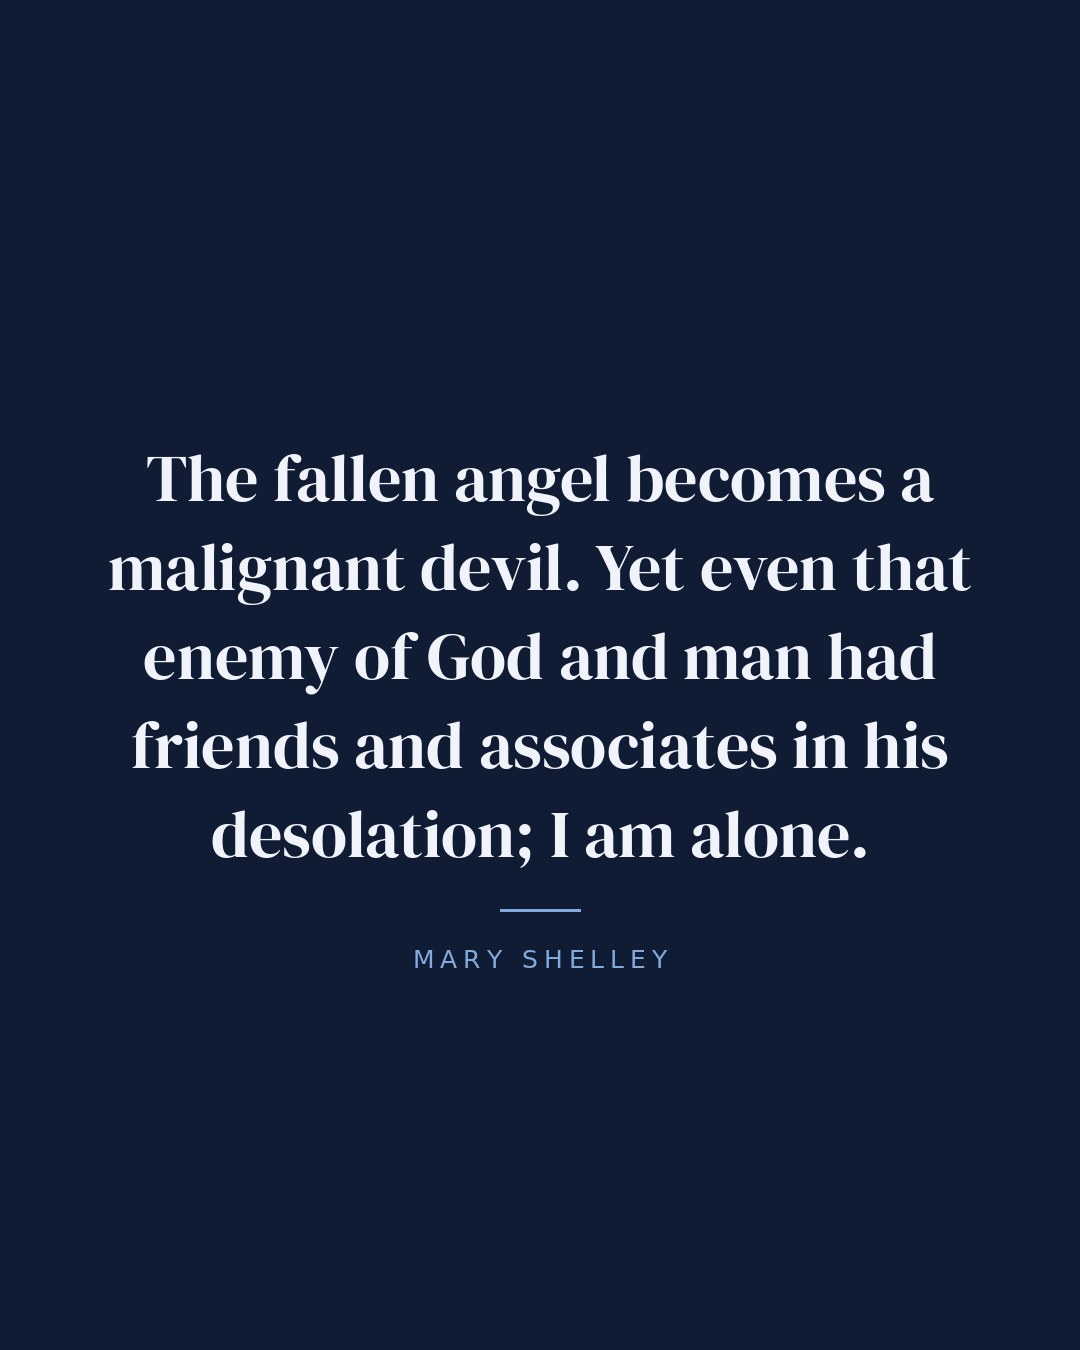 The fallen angel becomes a
malignant devil. Yet even that
enemy of God and man had
friends and associates in his
desolation; I am alone.
MARY SHELLEY